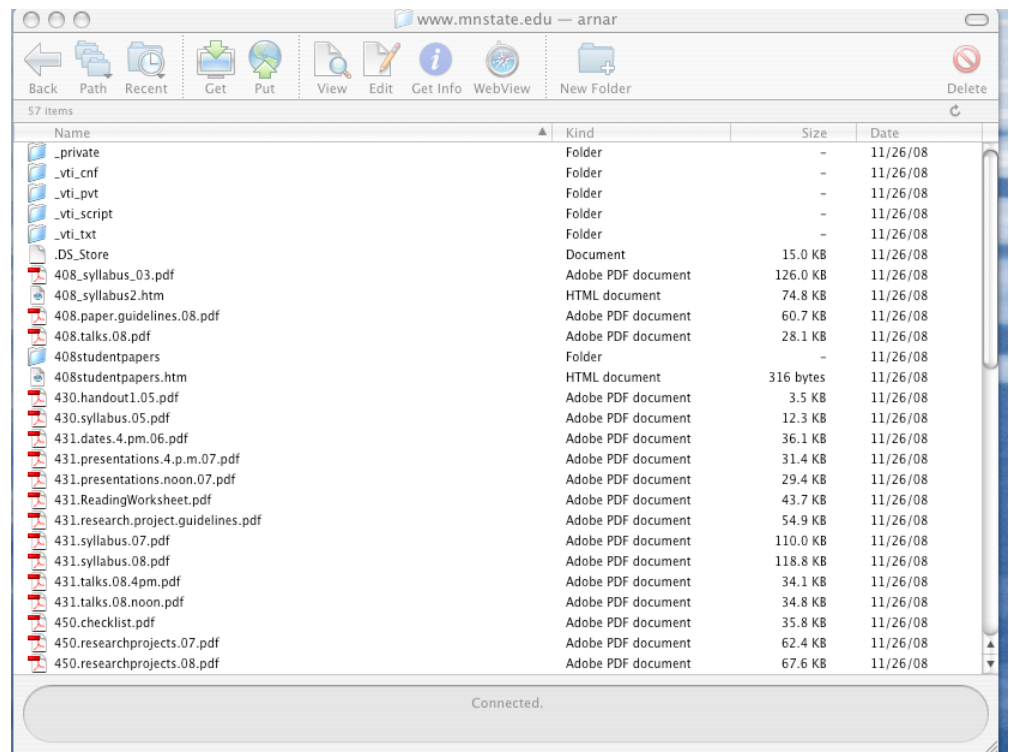 www.mnstate.edu — arnar
Back Path Recent Get Put View Edit Get Info WebView New Folder Delete
57 items
Name Kind Size Date
_private Folder – 11/26/08
_vti_cnf Folder – 11/26/08
_vti_pvt Folder – 11/26/08
_vti_script Folder – 11/26/08
_vti_txt Folder – 11/26/08
.DS_Store Document 15.0 KB 11/26/08
408_syllabus_03.pdf Adobe PDF document 126.0 KB 11/26/08
408_syllabus2.htm HTML document 74.8 KB 11/26/08
408.paper.guidelines.08.pdf Adobe PDF document 60.7 KB 11/26/08
408.talks.08.pdf Adobe PDF document 28.1 KB 11/26/08
408studentpapers Folder – 11/26/08
408studentpapers.htm HTML document 316 bytes 11/26/08
430.handout1.05.pdf Adobe PDF document 3.5 KB 11/26/08
430.syllabus.05.pdf Adobe PDF document 12.3 KB 11/26/08
431.dates.4.pm.06.pdf Adobe PDF document 36.1 KB 11/26/08
431.presentations.4.p.m.07.pdf Adobe PDF document 31.4 KB 11/26/08
431.presentations.noon.07.pdf Adobe PDF document 29.4 KB 11/26/08
431.ReadingWorksheet.pdf Adobe PDF document 43.7 KB 11/26/08
431.research.project.guidelines.pdf Adobe PDF document 54.9 KB 11/26/08
431.syllabus.07.pdf Adobe PDF document 110.0 KB 11/26/08
431.syllabus.08.pdf Adobe PDF document 118.8 KB 11/26/08
431.talks.08.4pm.pdf Adobe PDF document 34.1 KB 11/26/08
431.talks.08.noon.pdf Adobe PDF document 34.8 KB 11/26/08
450.checklist.pdf Adobe PDF document 35.8 KB 11/26/08
450.researchprojects.07.pdf Adobe PDF document 62.4 KB 11/26/08
450.researchprojects.08.pdf Adobe PDF document 67.6 KB 11/26/08
Connected.